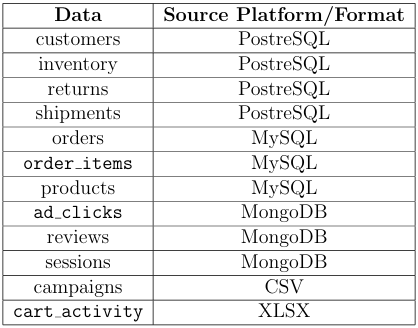 Data Source Platform/Format
customers PostreSQL
inventory PostreSQL
returns PostreSQL
shipments PostreSQL
orders MySQL
order_items MySQL
products MySQL
ad_clicks MongoDB
reviews MongoDB
sessions MongoDB
campaigns CSV
cart_activity XLSX